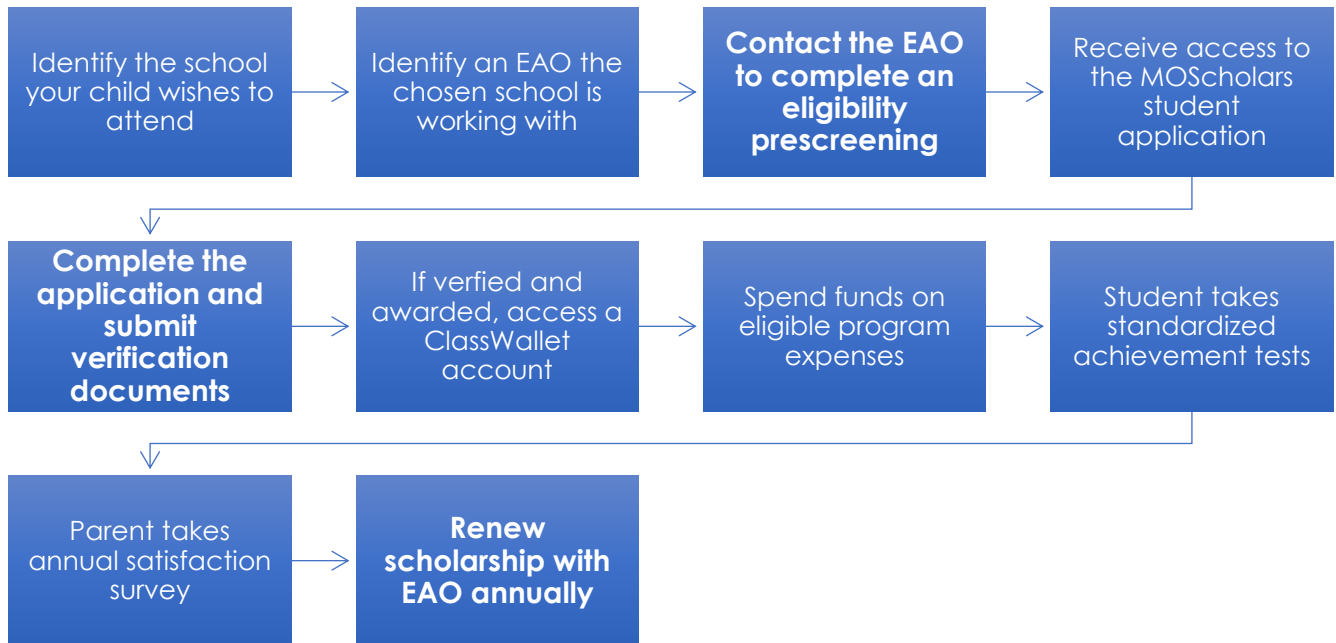 Identify the school
your child wishes to
attend
Identify an EAO the
chosen school is
working with
Contact the EAO
to complete an
eligibility
prescreening
Receive access to
the MOScholars
student
application
Complete the
application and
submit
verification
documents
If verfied and
awarded, access a
ClassWallet
account
Spend funds on
eligible program
expenses
Student takes
standardized
achievement tests
Parent takes
annual satisfaction
survey
Renew
scholarship with
EAO annually